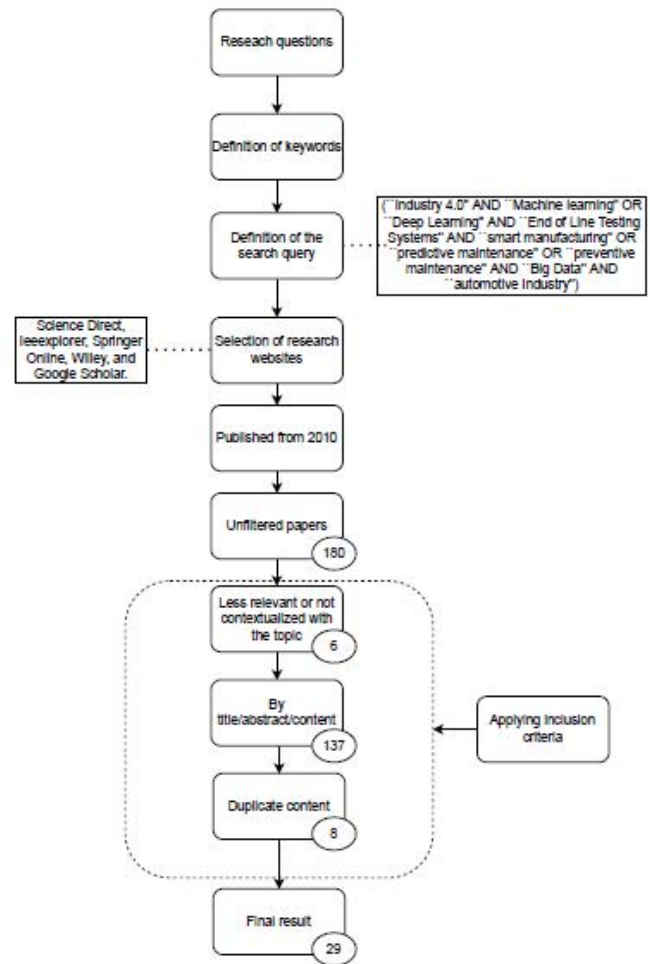 Reseach questions
Definition of keywords
Definition of the
search query
(``Industry 4.0" AND ``Machine learning" OR
``Deep Learning" AND ``End of Line Testing
Systems" AND ``smart manufacturing" OR
``predictive maintenance" OR ``preventive
maintenance" AND ``Big Data" AND
``automotive Industry")
Science Direct,
Ieeexplorer, Springer
Online, Willey, and
Google Scholar.
Selection of research
websites
Published from 2010
Unfiltered papers
180
Less relevant or not
contextualized with
the topic
6
By
title/abstract/content
137
Applying inclusion
criteria
Duplicate content
8
Final result
29